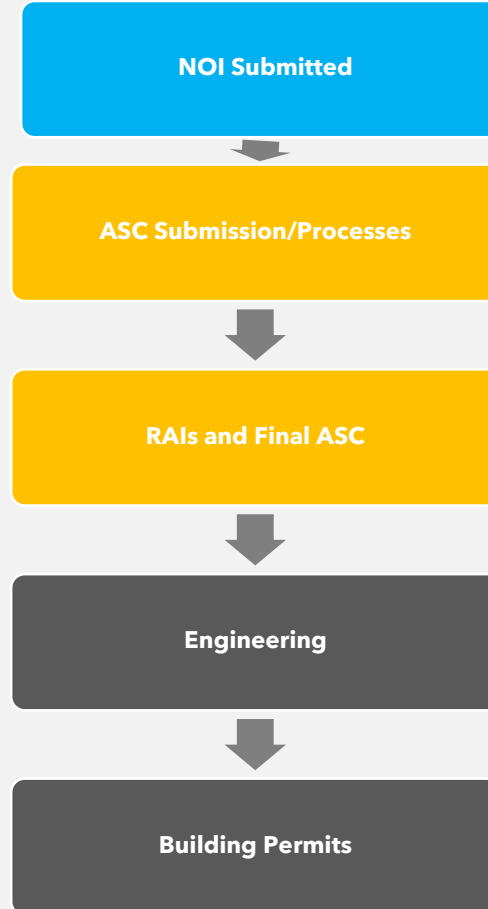 NOI Submitted
ASC Submission/Processes
RAIs and Final ASC
Engineering
Building Permits